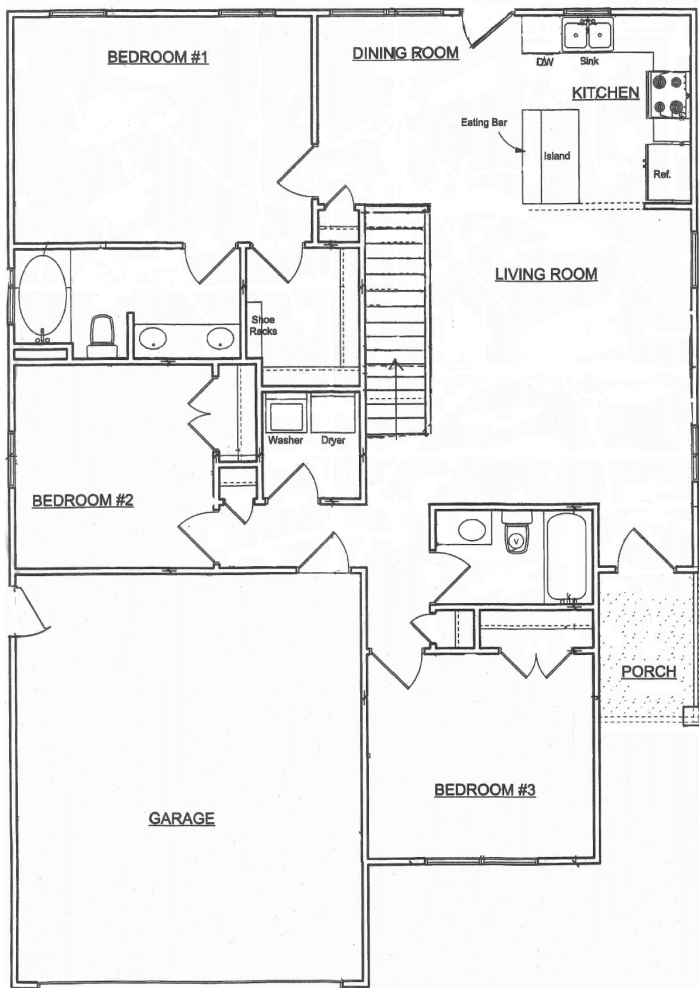 BEDROOM #1
DINING ROOM
DW
Sink
KITCHEN
Eating Bar
Island
Ref.
LIVING ROOM
Shoe
Racks
Washer
Dryer
BEDROOM #2
V
PORCH
BEDROOM #3
GARAGE